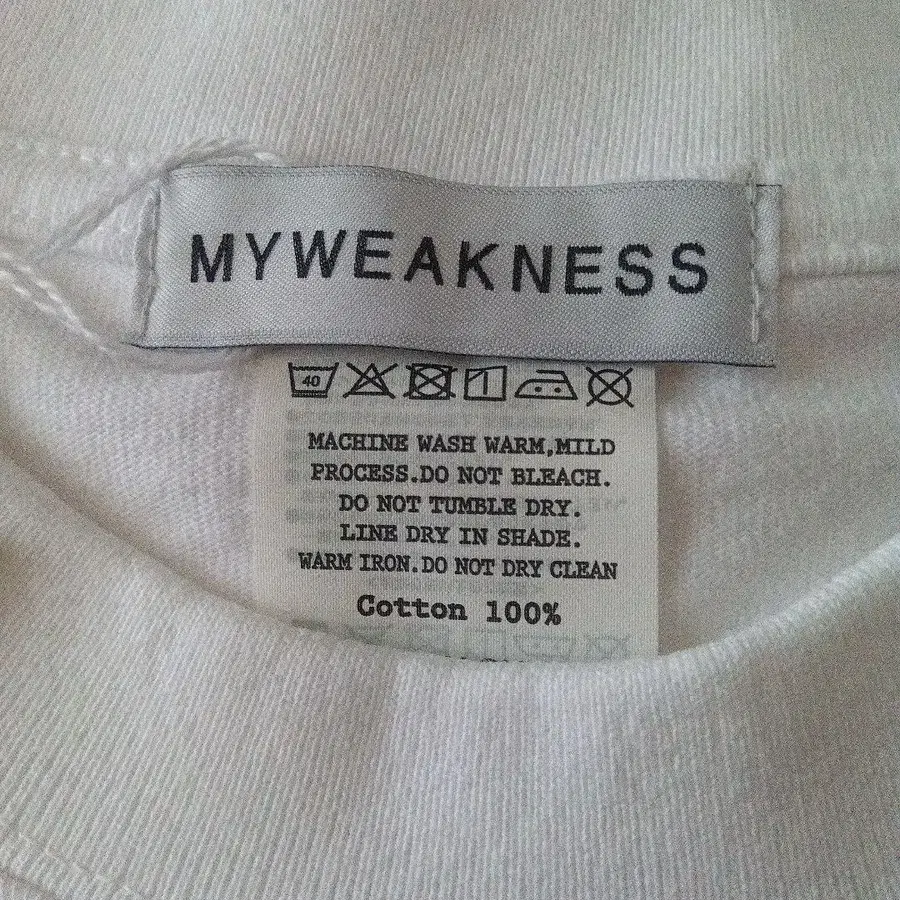 MYWEAKNESS
40
MACHINE WASH WARM,MILD
PROCESS.DO NOT BLEACH.
DO NOT TUMBLE DRY.
LINE DRY IN SHADE.
WARM IRON.DO NOT DRY CLEAN
Cotton 100%